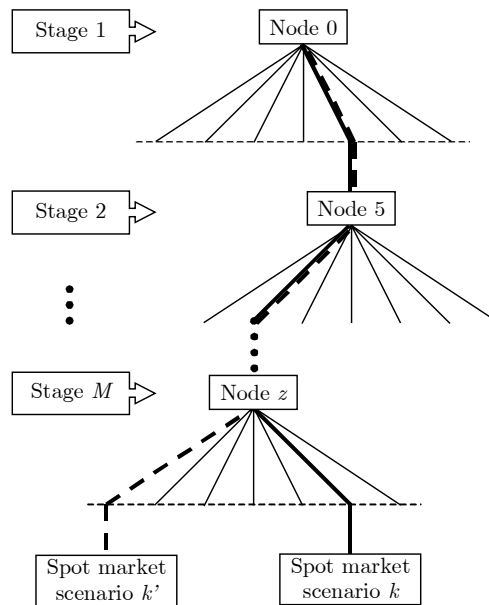 Stage 1
Node 0
Stage 2
Node 5
Stage M
Node z
Spot market
scenario k'
Spot market
scenario k